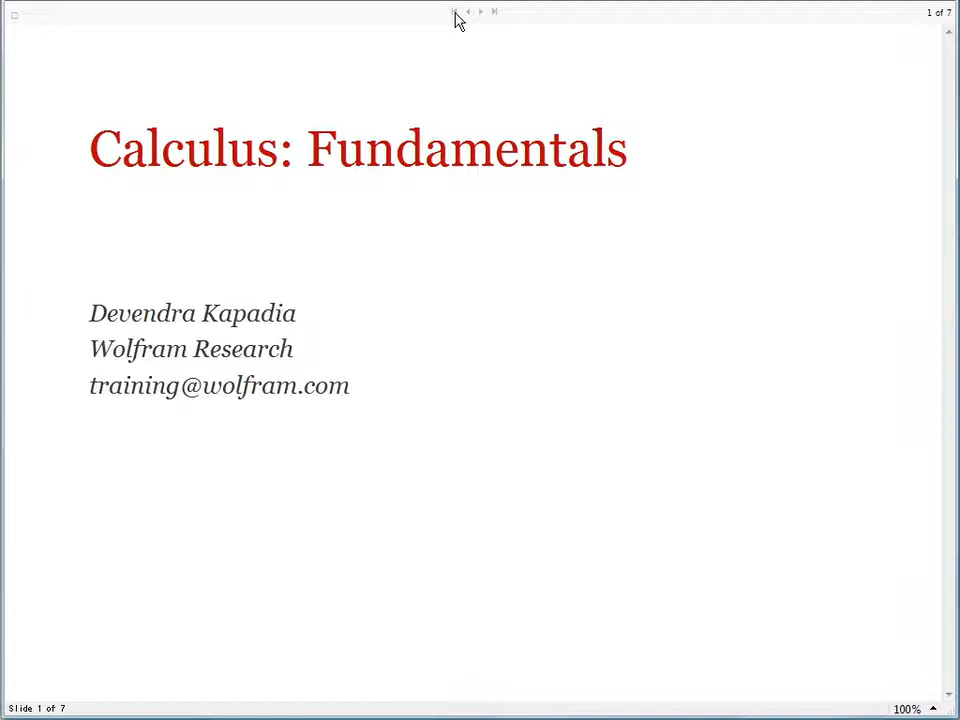 1 of 7
Calculus: Fundamentals
Devendra Kapadia
Wolfram Research
training@wolfram.com
Slide 1 of 7
100%